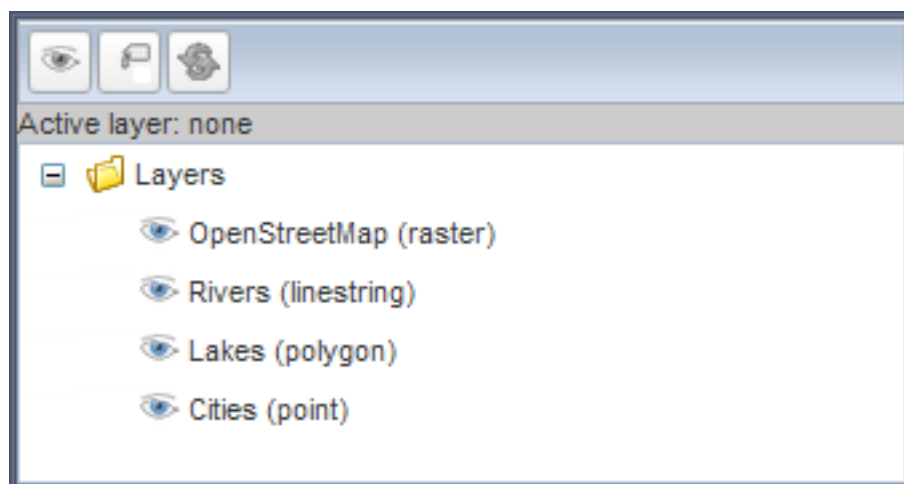 Active layer: none
Layers
OpenStreetMap (raster)
Rivers (linestring)
Lakes (polygon)
Cities (point)